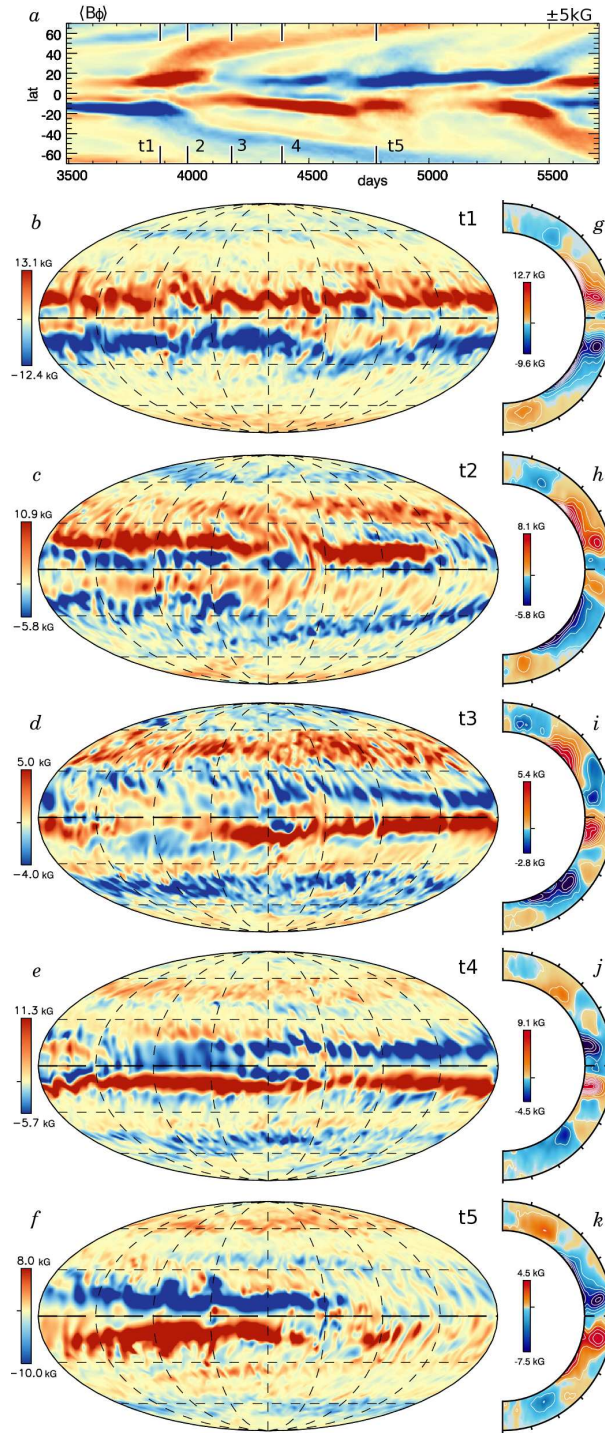 a ⟨Bϕ⟩ ±5kG
60
40
20
0
-20
-40
-60
lat
t1 2 3 4 t5
3500 4000 4500 5000 5500
days
b t1 g
13.1 kG
−12.4 kG
12.7 kG
-9.6 kG
c t2 h
10.9 kG
−5.8 kG
8.1 kG
-5.8 kG
d t3 i
5.0 kG
−4.0 kG
5.4 kG
-2.8 kG
e t4 j
11.3 kG
−5.7 kG
9.1 kG
-4.5 kG
f t5 k
8.0 kG
−10.0 kG
4.5 kG
-7.5 kG